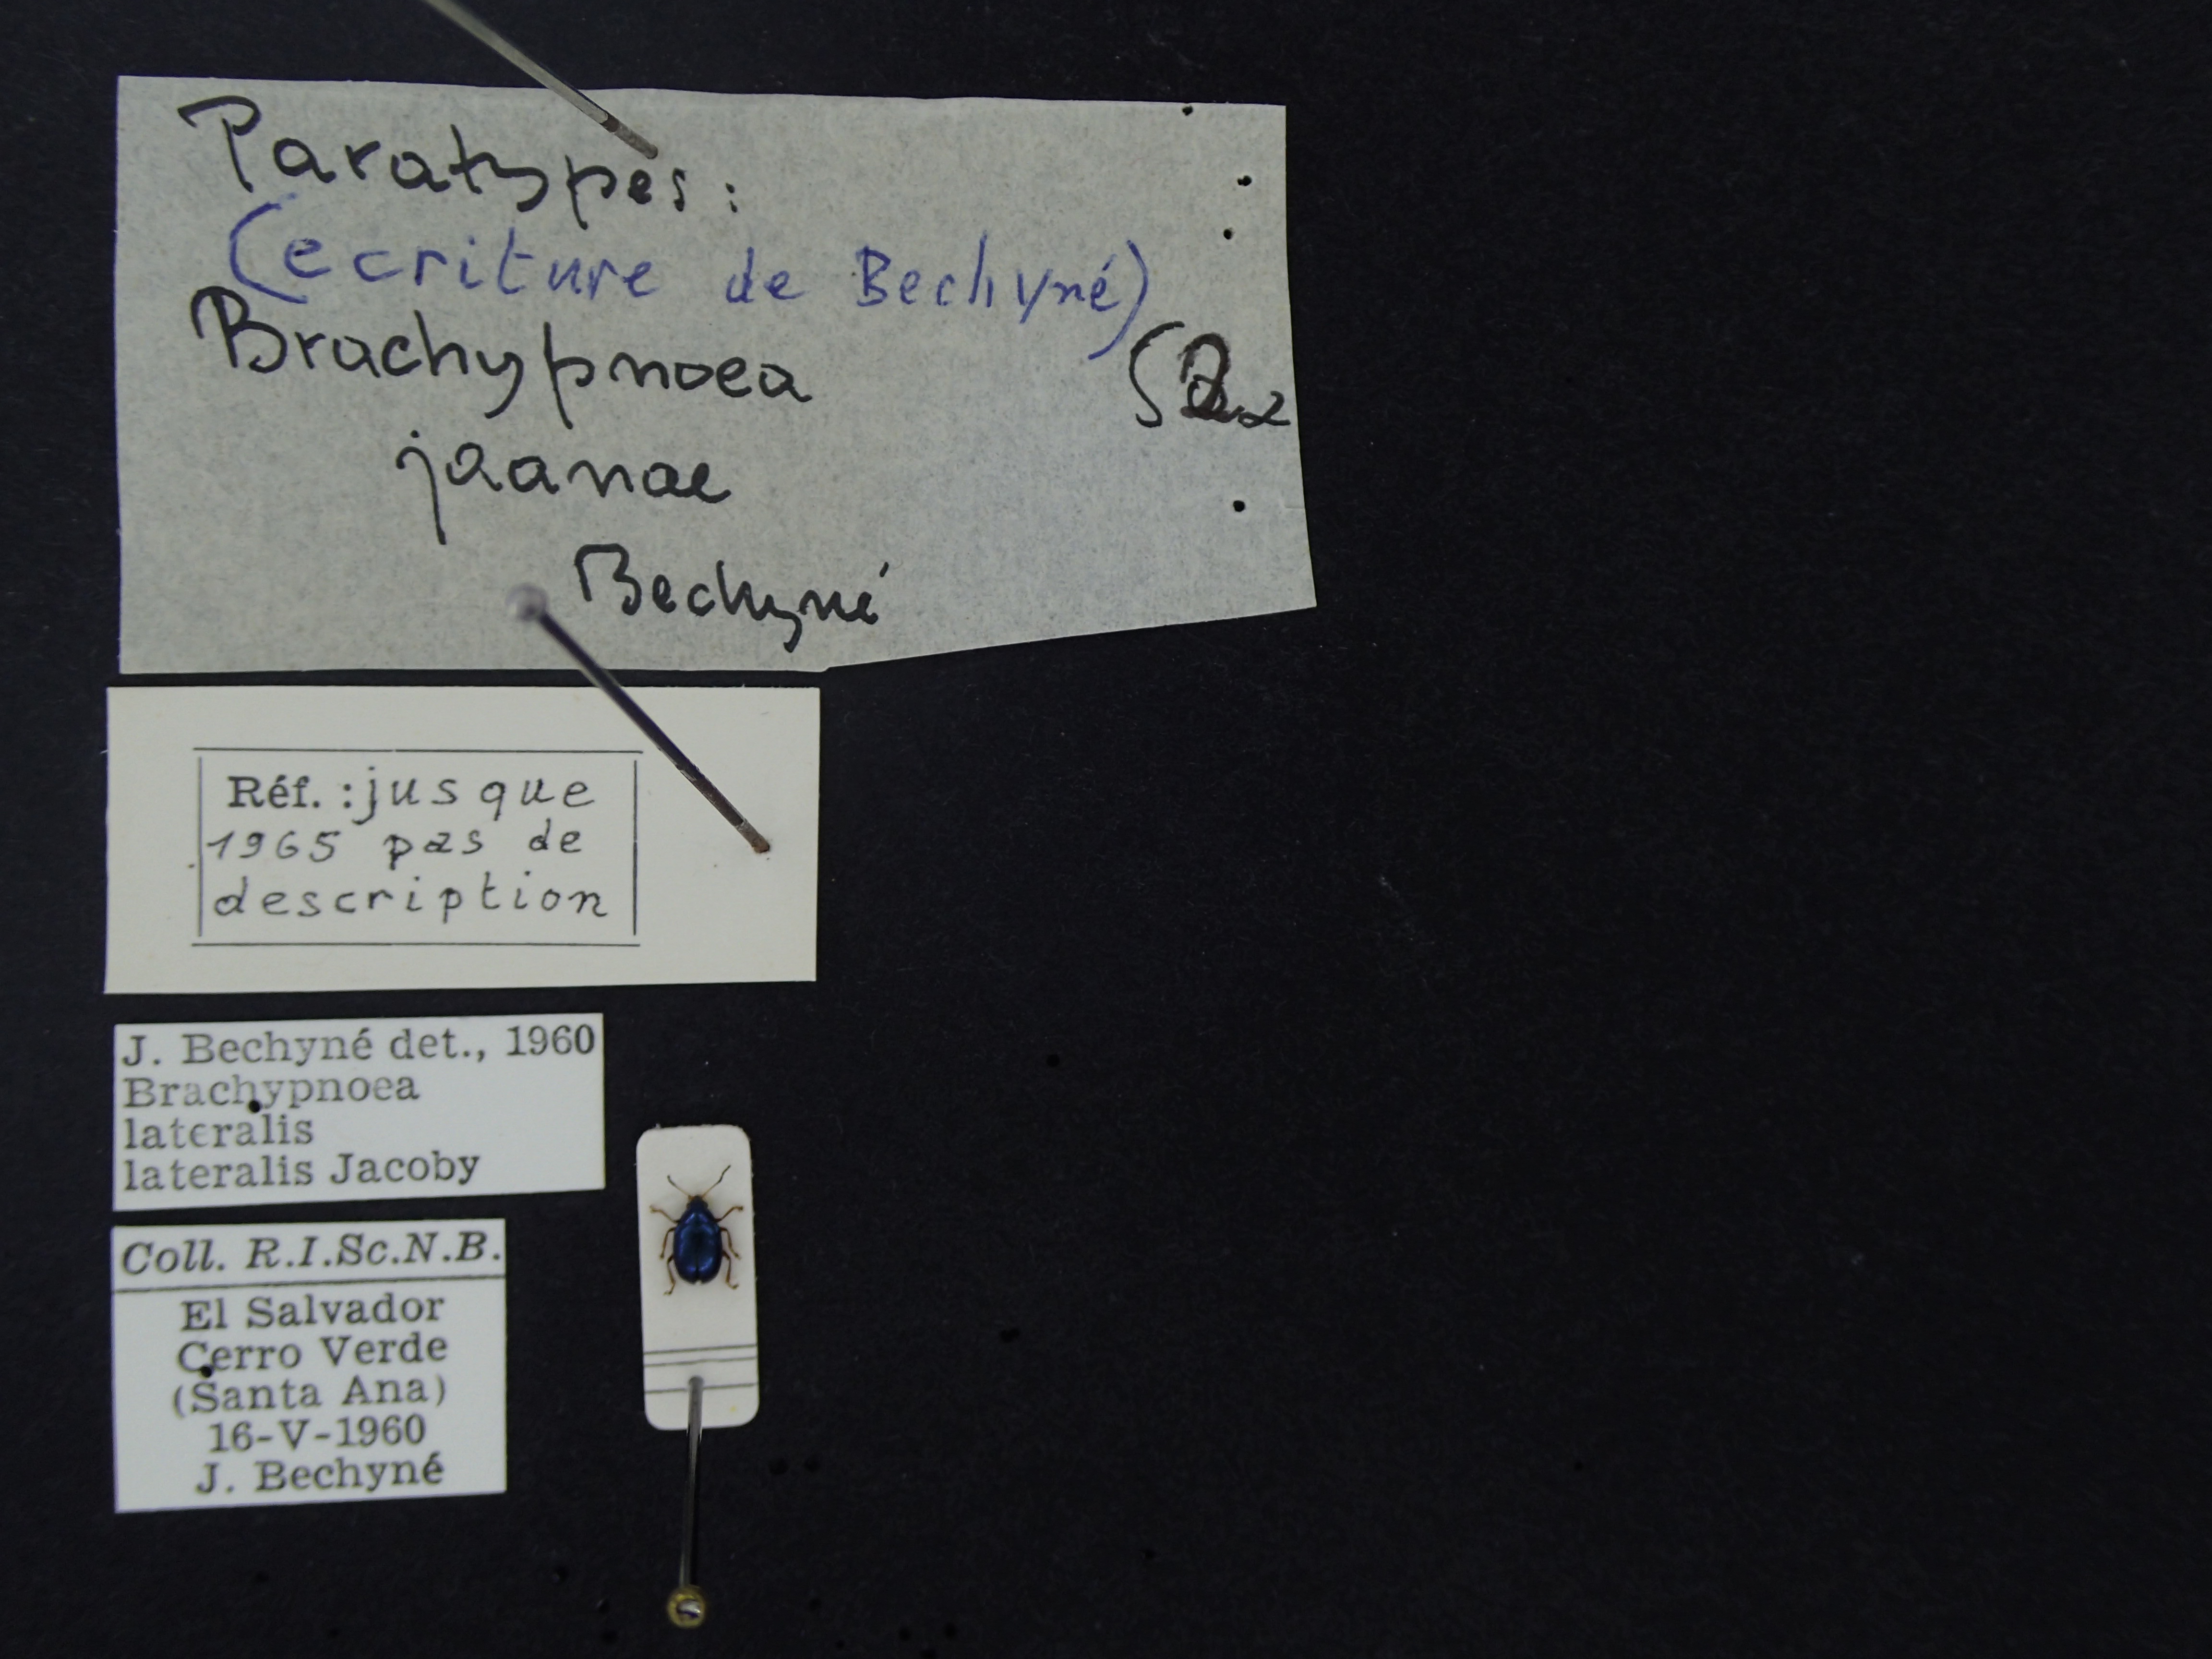 Paratypes:
(ecriture de Bechyné)
Brachypnoea
jaanae
Bechyné
Réf. : jusque
1965 pas de
description
J. Bechyné det., 1960
Brachypnoea
lateralis
lateralis Jacoby
Coll. R.I.Sc.N.B.
El Salvador
Cerro Verde
(Santa Ana)
16-V-1960
J. Bechyné